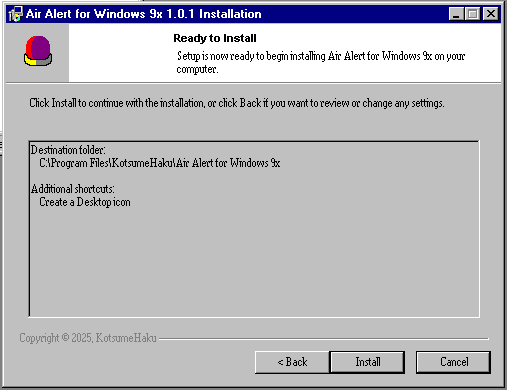 Air Alert for Windows 9x 1.0.1 Installation
Ready to Install
Setup is now ready to begin installing Air Alert for Windows 9x on your
computer.
Click Install to continue with the installation, or click Back if you want to review or change any settings.
Destination folder:
C:\Program Files\KotsumeHaku\Air Alert for Windows 9x
Additional shortcuts:
Create a Desktop icon
Copyright © 2025, KotsumeHaku
< Back
Install
Cancel